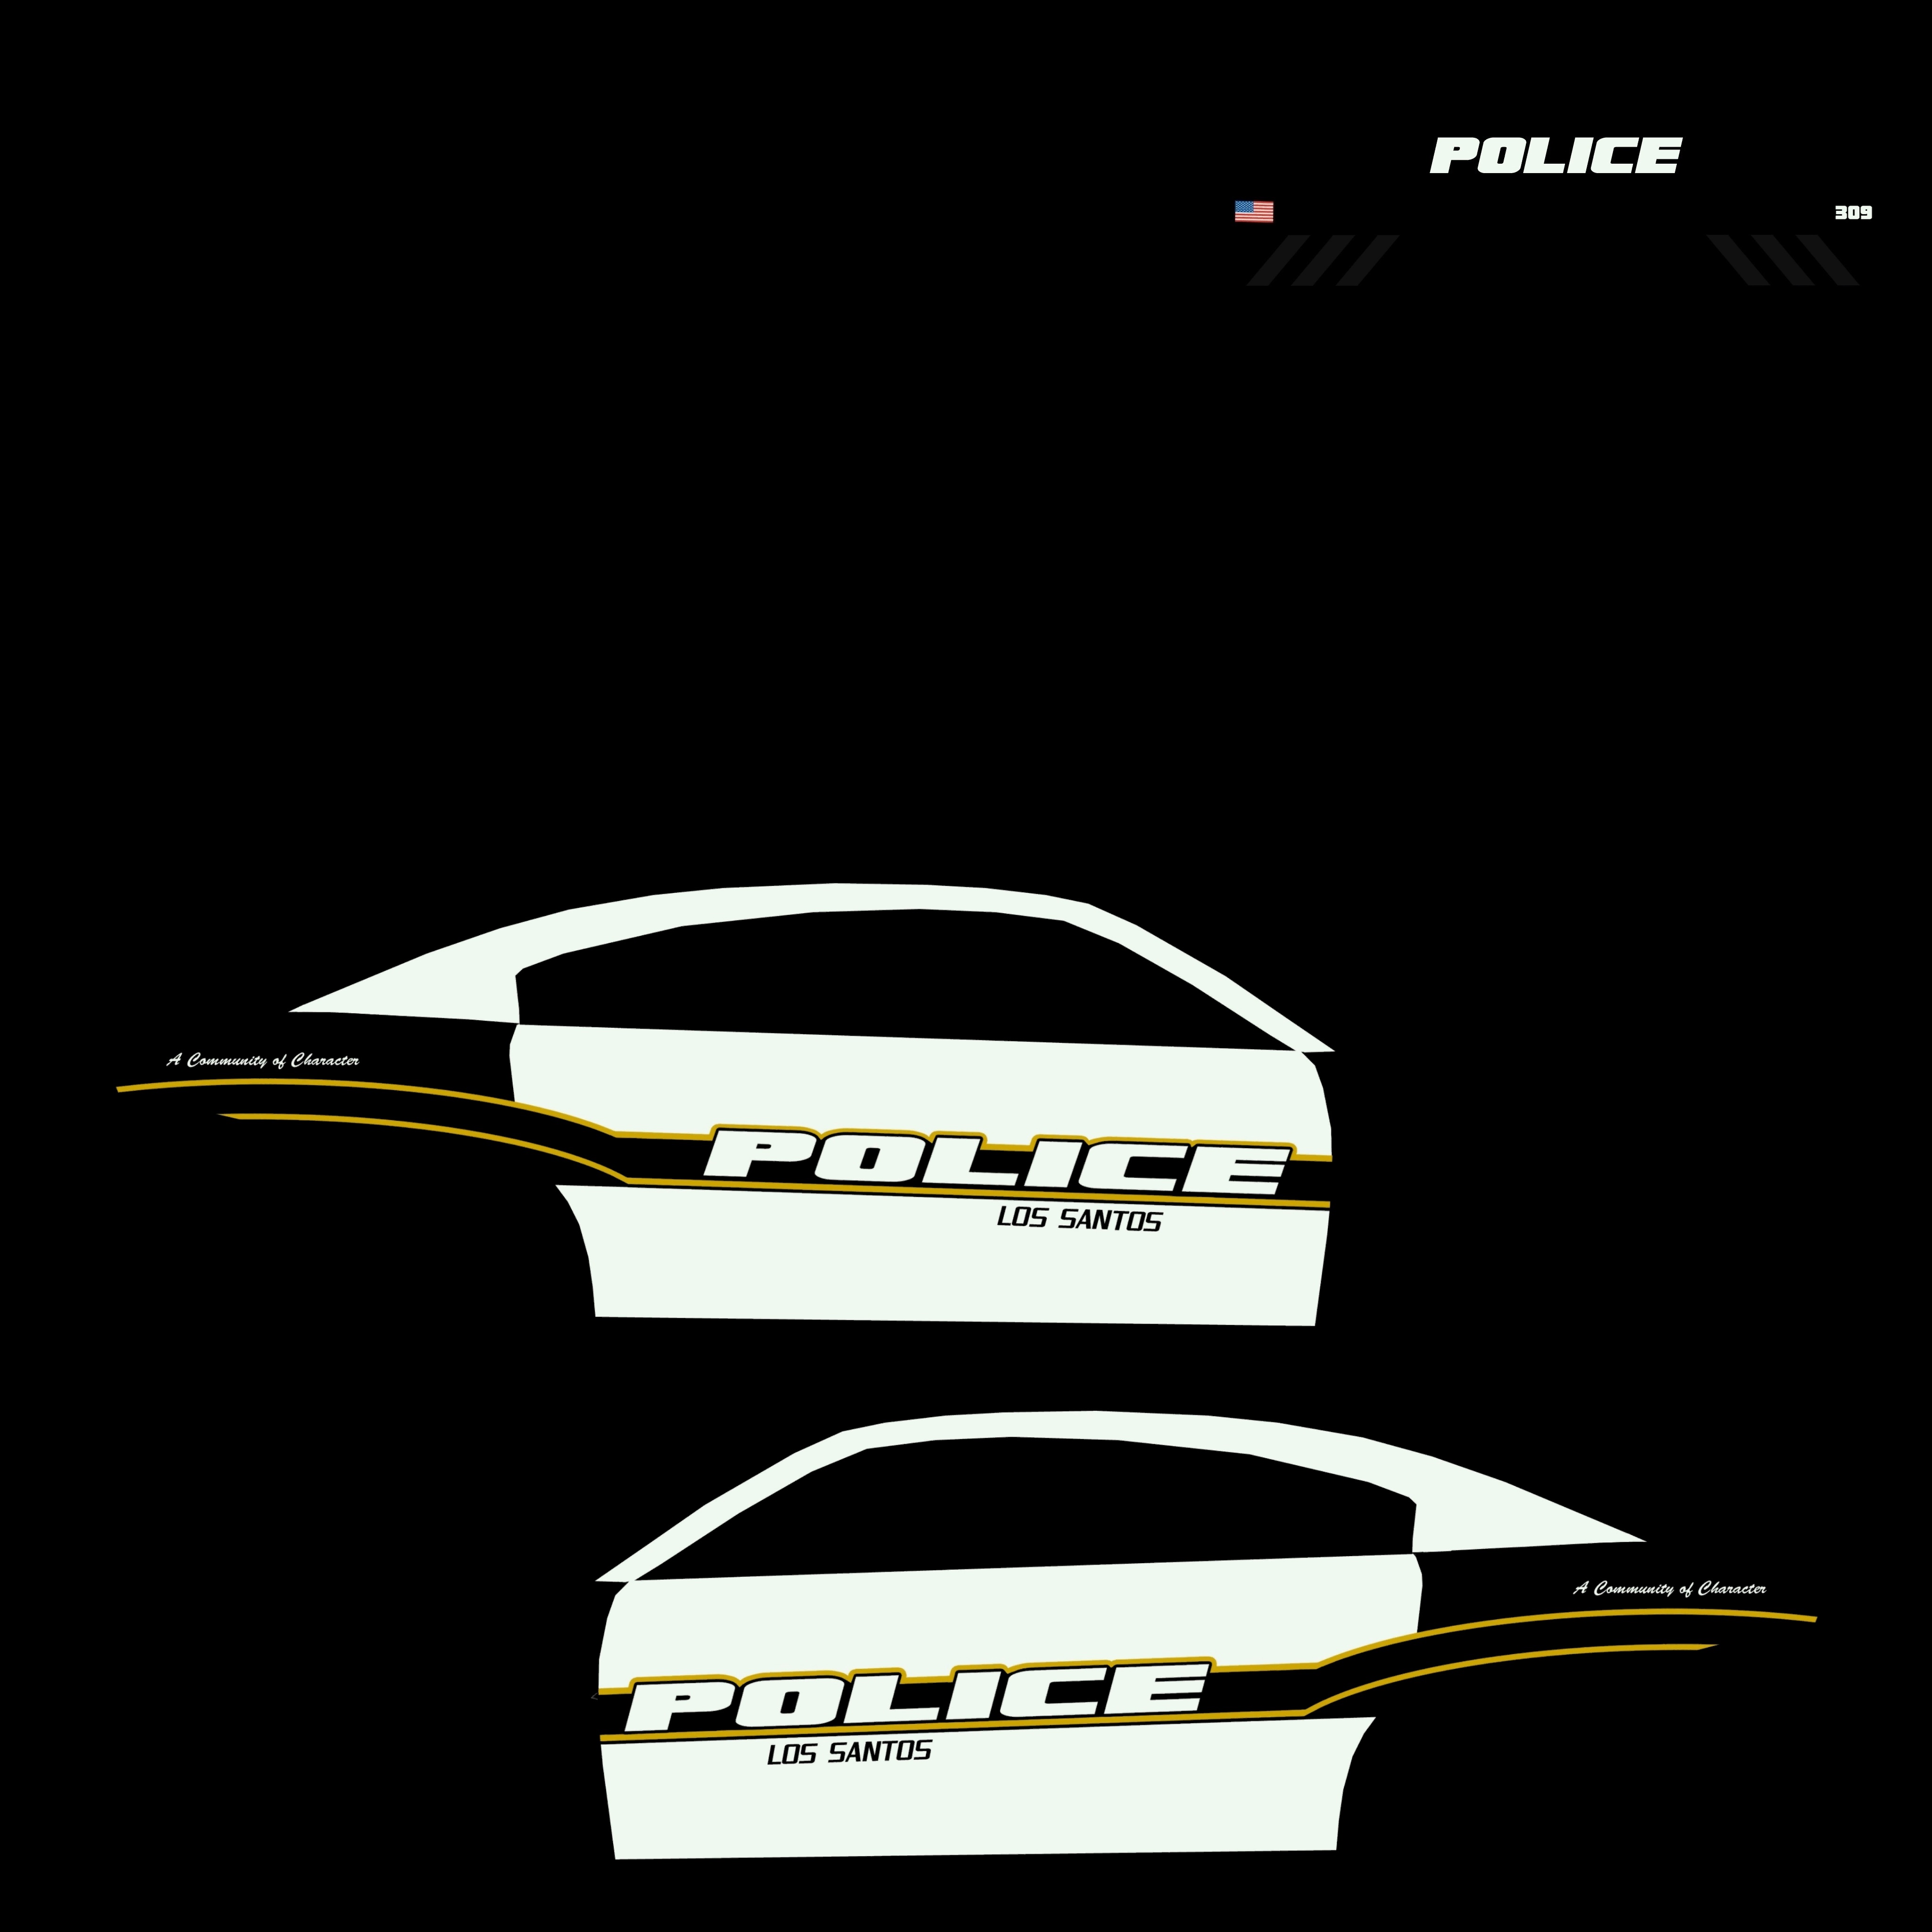 POLICE
309
A Community of Character
POLICE
LOS SANTOS
A Community of Character
POLICE
LOS SANTOS